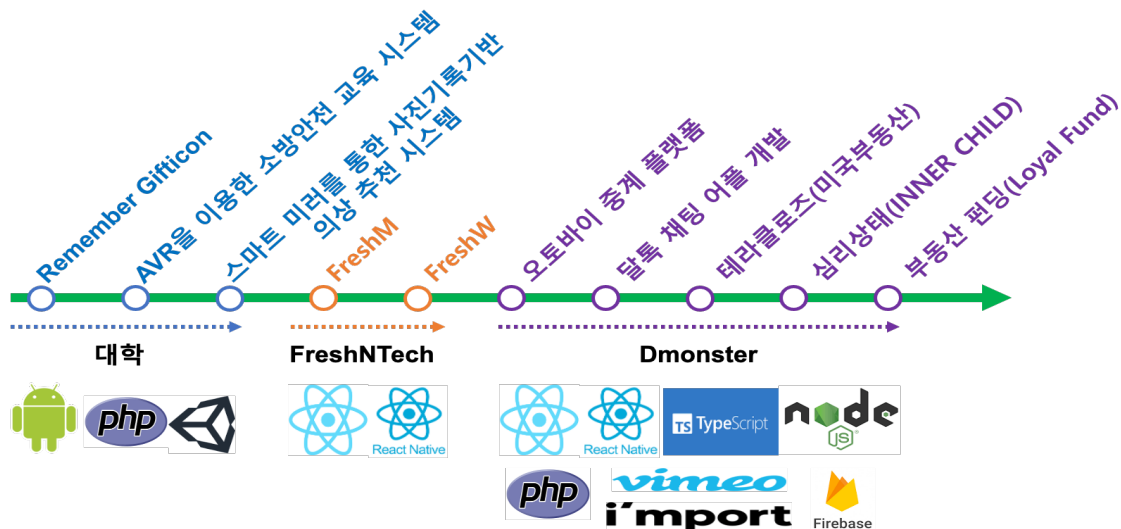 Remember Gifticon
AVR을 이용한 소방안전 교육 시스템
스마트 미러를 통한 사진기록기반
의상 추천 시스템
FreshM
FreshW
오토바이 중계 플랫폼
달톡 채팅 어플 개발
테라클로즈(미국부동산)
심리상태(INNER CHILD)
부동산 펀딩(Loyal Fund)
대학
FreshNTech
Dmonster
php
React Native
React Native
TS TypeScript
node
JS
php
vimeo
i'mport
Firebase